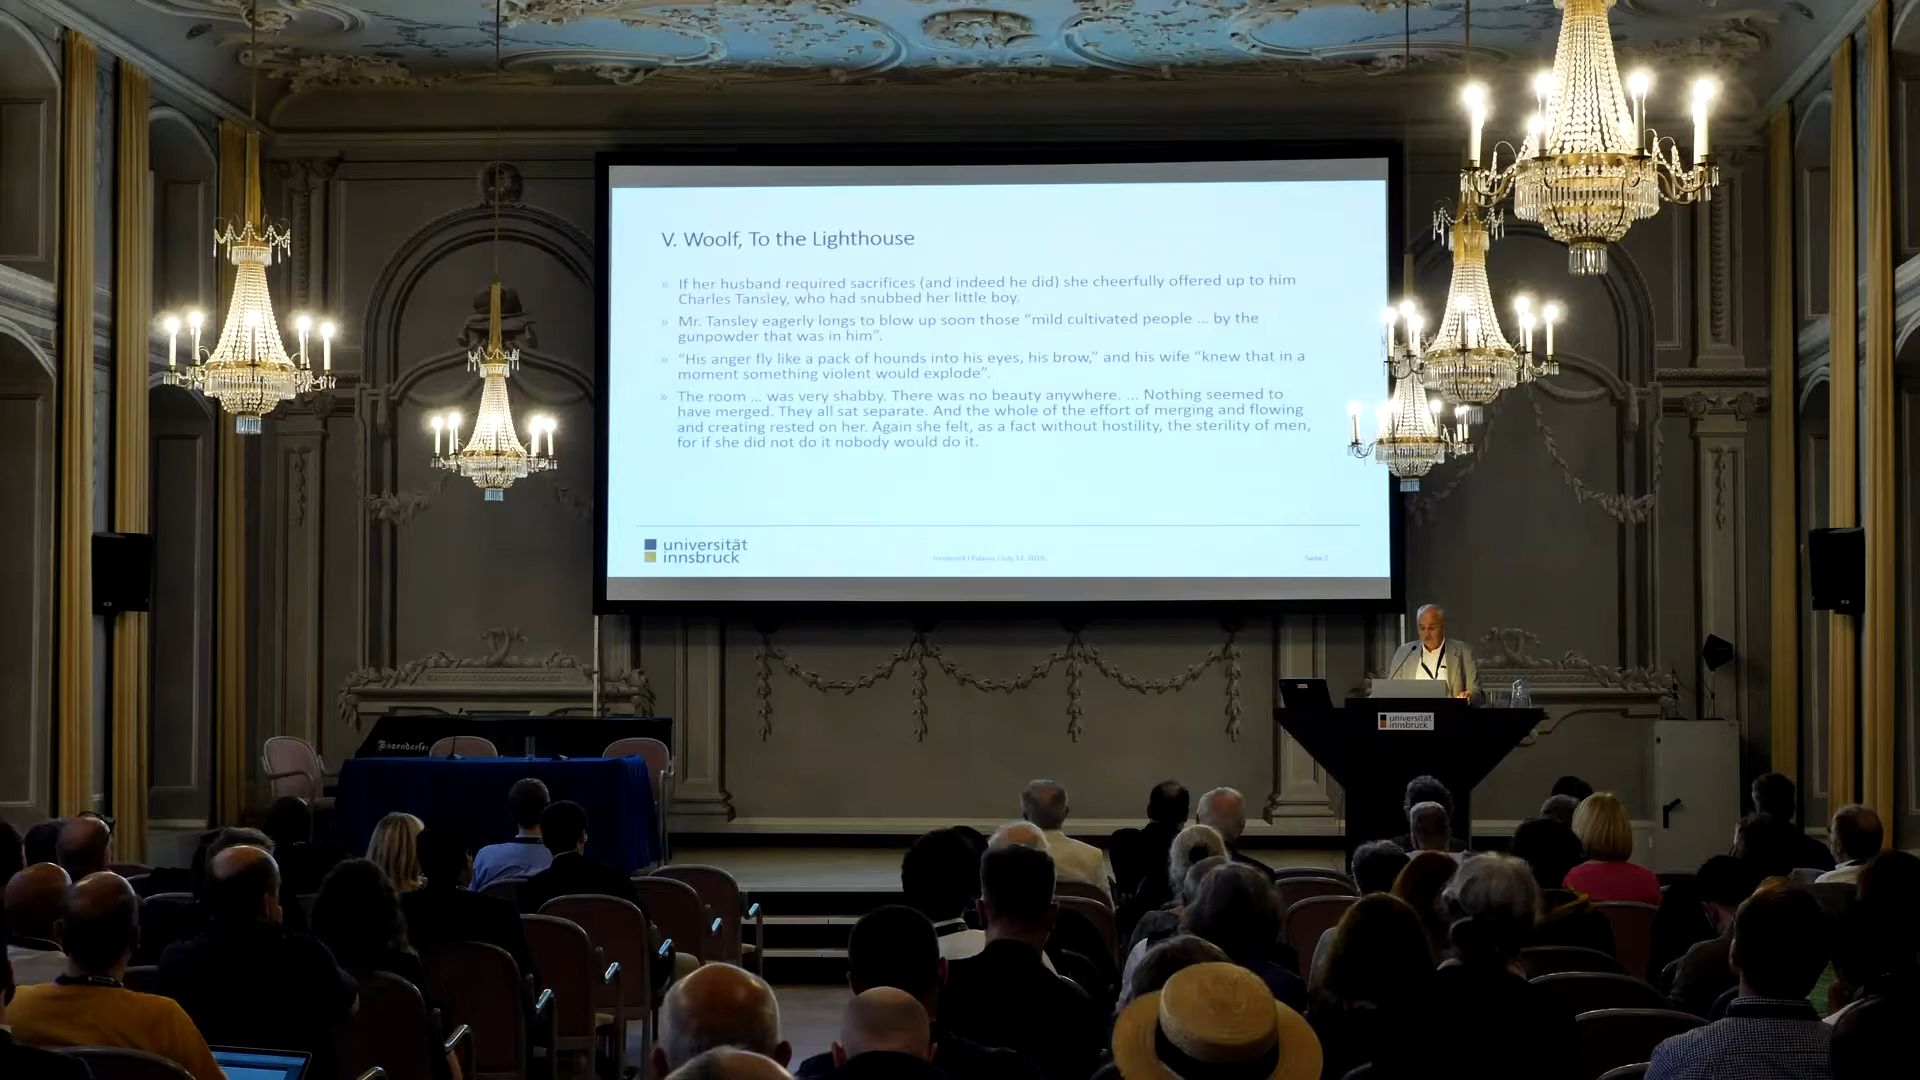 V. Woolf, To the Lighthouse
» If her husband required sacrifices (and indeed he did) she cheerfully offered up to him
Charles Tansley, who had snubbed her little boy.
» Mr. Tansley eagerly longs to blow up soon those “mild cultivated people ... by the
gunpowder that was in him”.
» “His anger fly like a pack of hounds into his eyes, his brow,” and his wife “knew that in a
moment something violent would explode”.
» The room ... was very shabby. There was no beauty anywhere. ... Nothing seemed to
have merged. They all sat separate. And the whole of the effort of merging and flowing
and creating rested on her. Again she felt, as a fact without hostility, the sterility of men,
for if she did not do it nobody would do it.
universität
innsbruck
Seite 2
universität
innsbruck
Bösendorfer